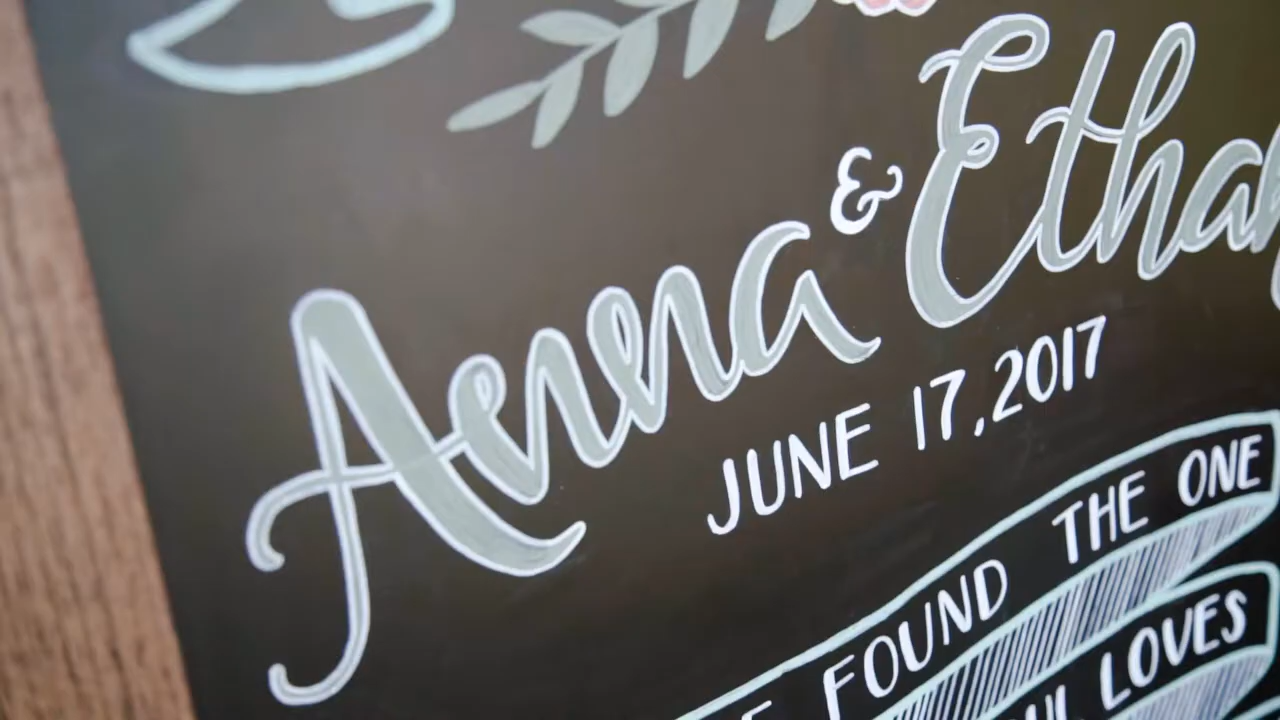 Anna & Ethan
JUNE 17, 2017
FOUND THE ONE
LOVES